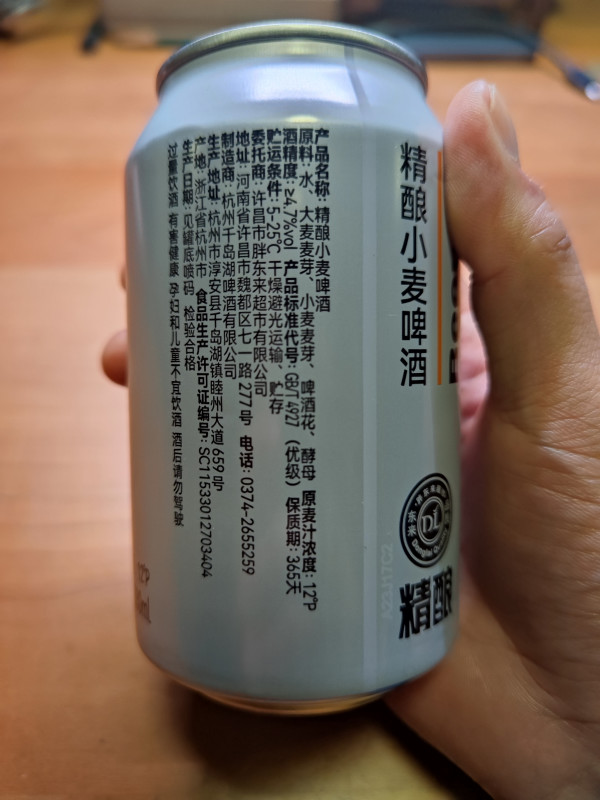 精酿小麦啤酒
产品名称：精酿小麦啤酒
原料：水、大麦麦芽、小麦麦芽、啤酒花、酵母 原麦汁浓度：12°P
酒精度：≥4.7%vol 产品标准代号：GB/T 4927（优级）保质期：365天
贮运条件：5-25℃ 干燥避光运输、贮存
委托商：许昌市胖东来超市有限公司
地址：河南省许昌市魏都区七一路277号 电话：0374-2655259
制造商：杭州千岛湖啤酒有限公司
生产地址：杭州市淳安县千岛湖镇睦州大道659号
产地：浙江省杭州市 食品生产许可证编号：SC11533012703404
生产日期：见罐底喷码 检验合格
过量饮酒 有害健康 孕妇和儿童不宜饮酒 酒后请勿驾驶
东来
DL
精酿
12°P